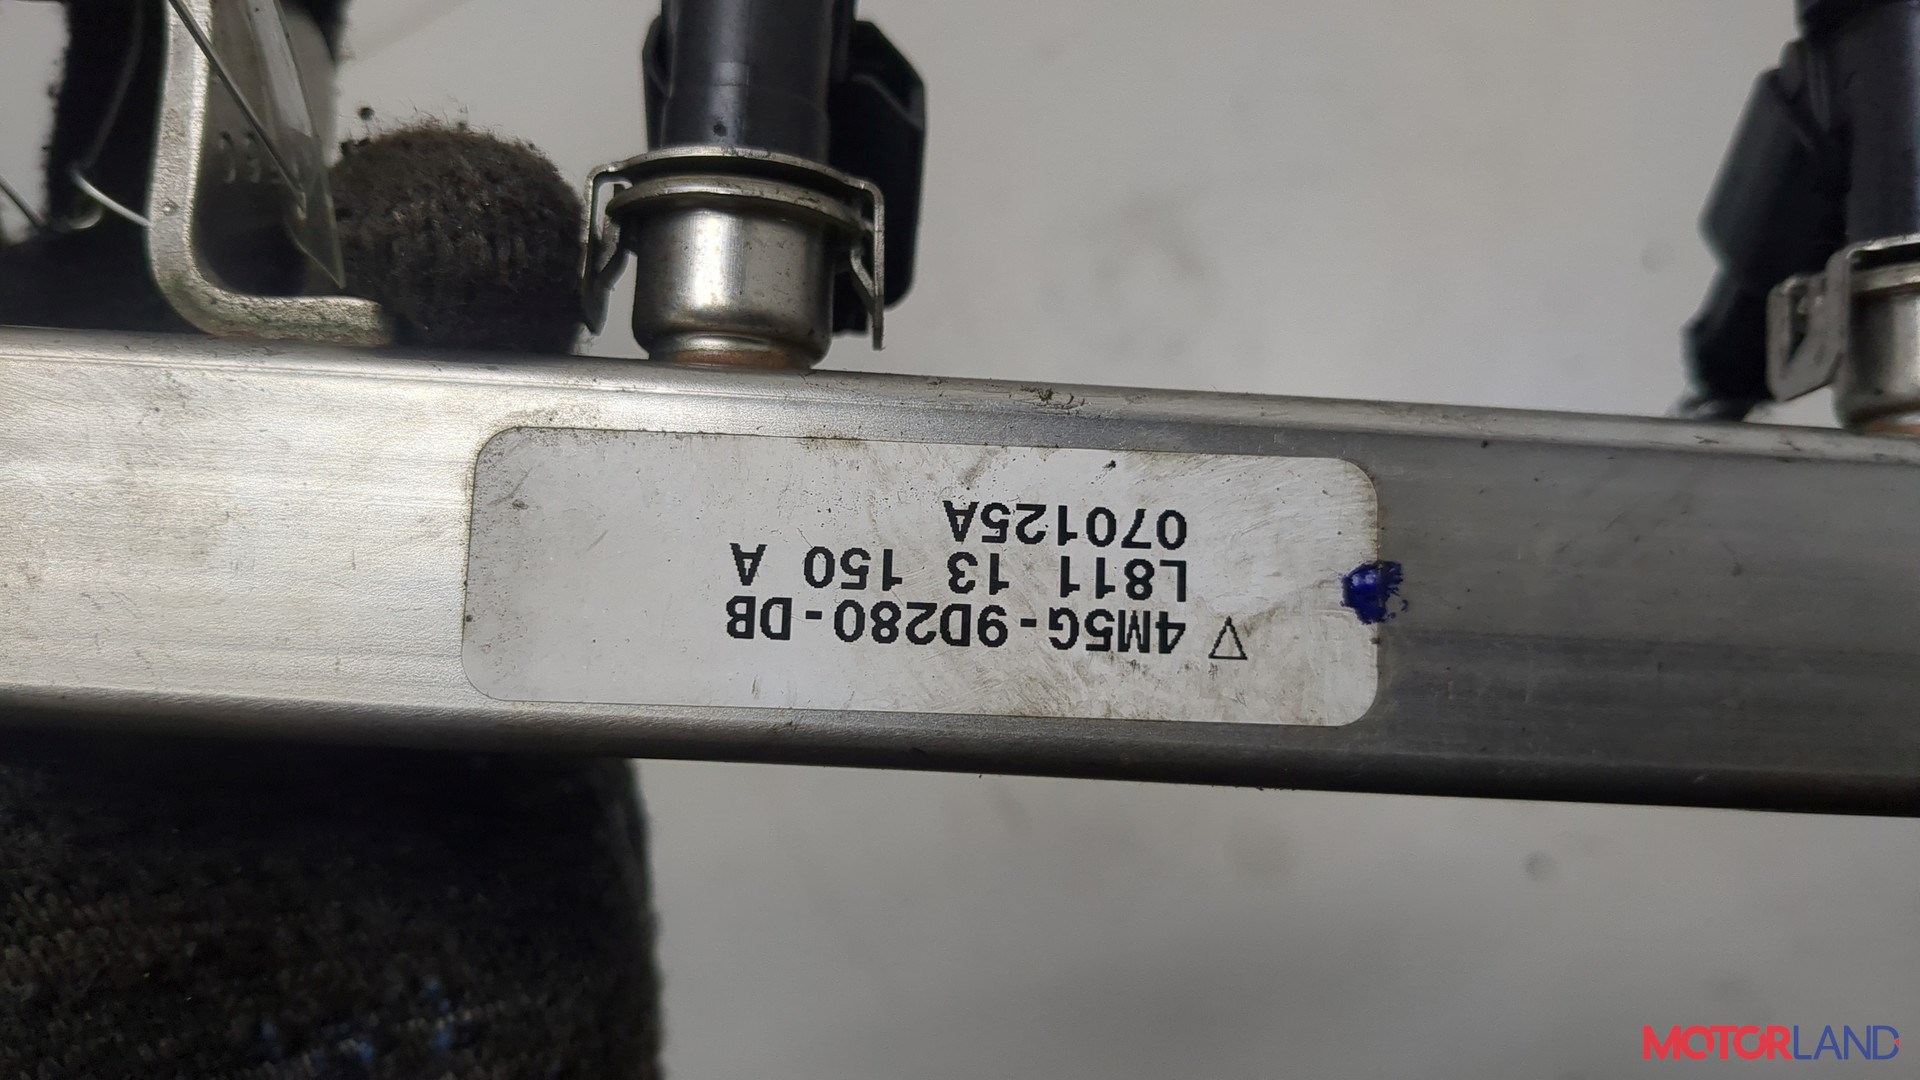 ▽ 4M5G-9D280-DB
L811 13 150 A
070125A
MOTORLAND